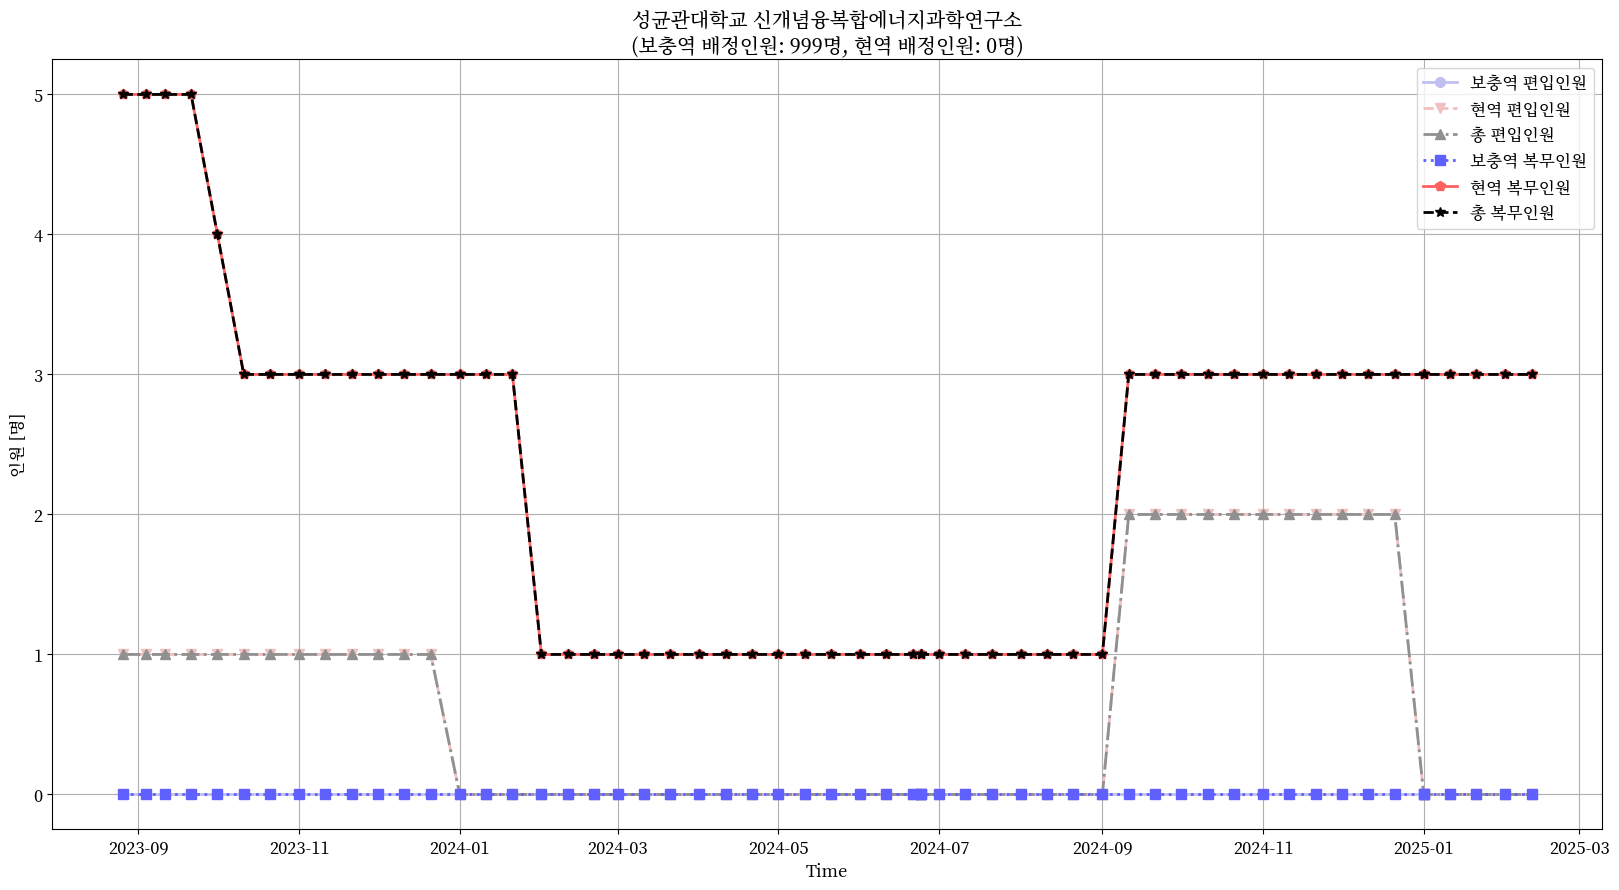 성균관대학교 신개념융복합에너지과학연구소
(보충역 배정인원: 999명, 현역 배정인원: 0명)
보충역 편입인원
현역 편입인원
총 편입인원
보충역 복무인원
현역 복무인원
총 복무인원
인원 [명]
5
4
3
2
1
0
2023-09
2023-11
2024-01
2024-03
2024-05
2024-07
2024-09
2024-11
2025-01
2025-03
Time